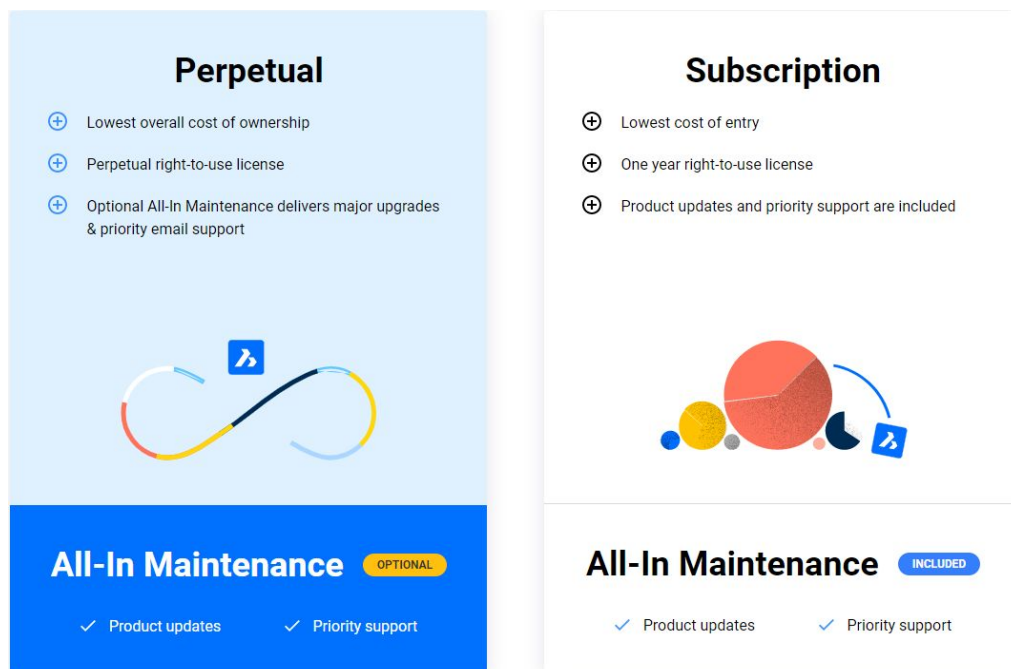 Perpetual
Lowest overall cost of ownership
Perpetual right-to-use license
Optional All-In Maintenance delivers major upgrades
& priority email support
All-In Maintenance OPTIONAL
Product updates Priority support
Subscription
Lowest cost of entry
One year right-to-use license
Product updates and priority support are included
All-In Maintenance INCLUDED
Product updates Priority support